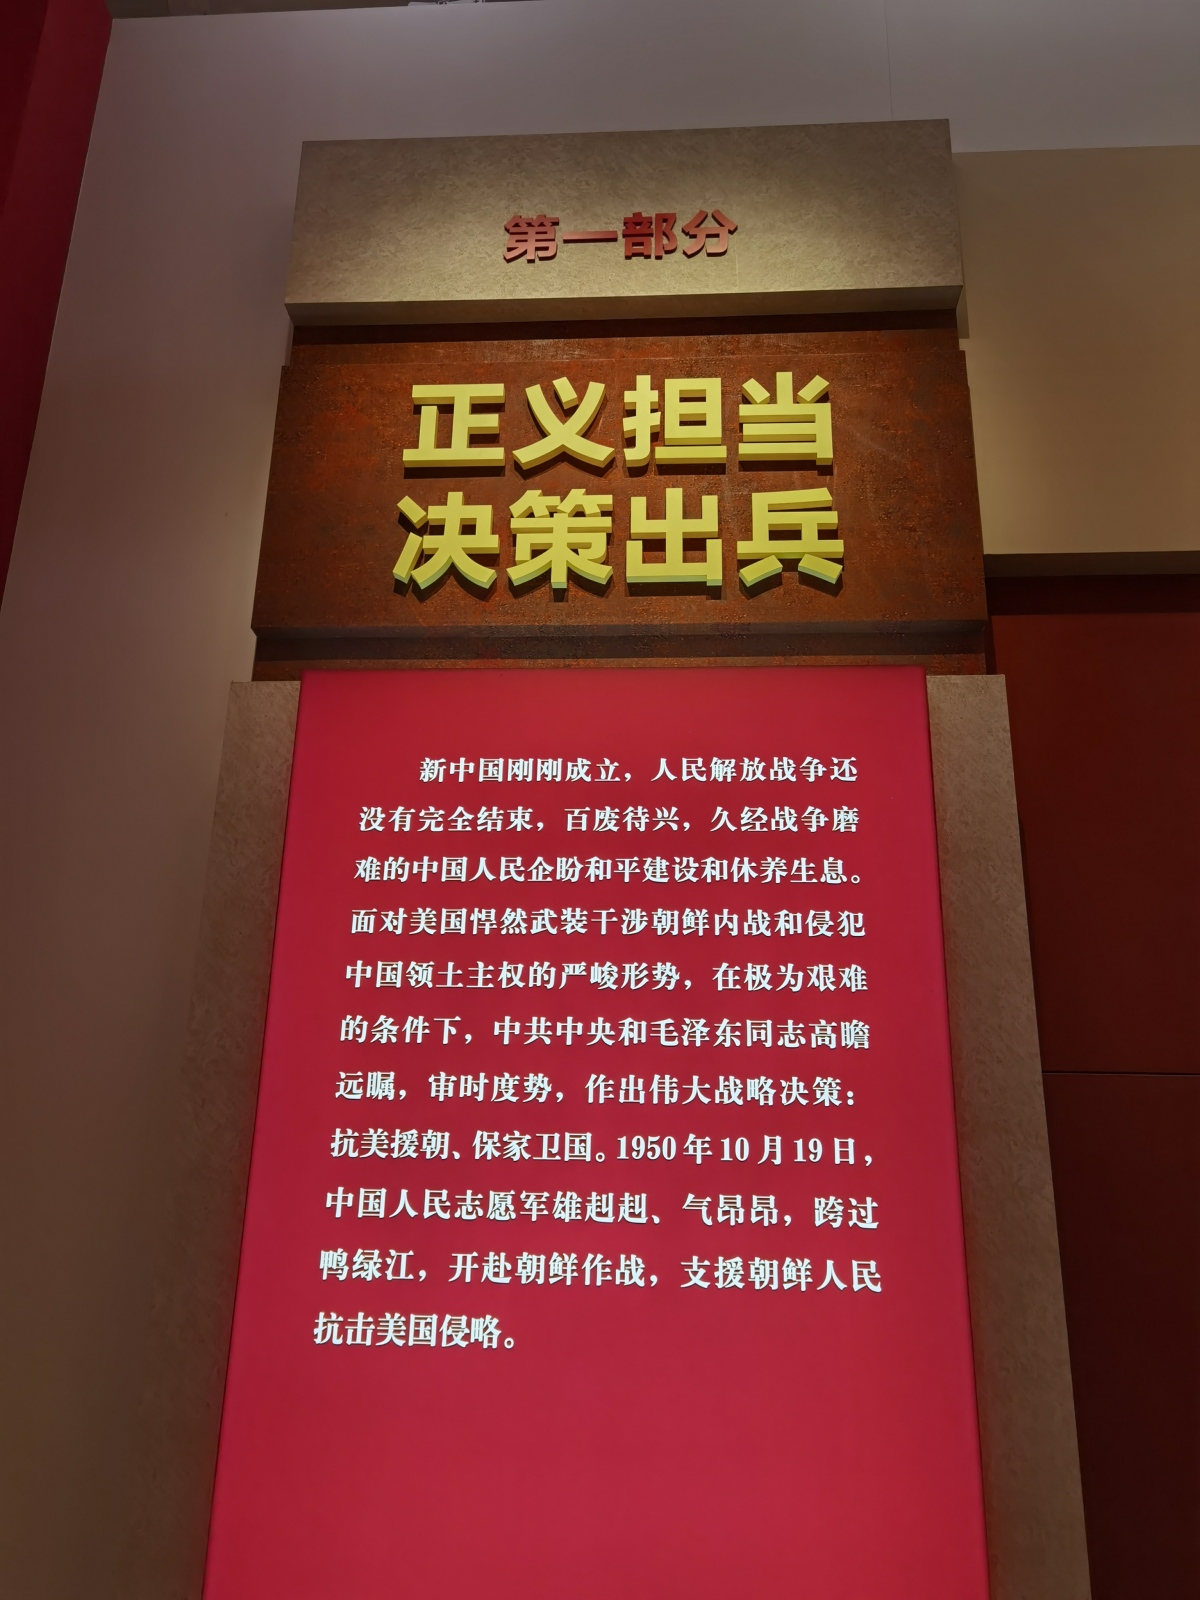 第一部分
正义担当
决策出兵
新中国刚刚成立，人民解放战争还
没有完全结束，百废待兴，久经战争磨
难的中国人民企盼和平建设和休养生息。
面对美国悍然武装干涉朝鲜内战和侵犯
中国领土主权的严峻形势，在极为艰难
的条件下，中共中央和毛泽东同志高瞻
远瞩，审时度势，作出伟大战略决策：
抗美援朝、保家卫国。1950年10月19日，
中国人民志愿军雄赳赳、气昂昂，跨过
鸭绿江，开赴朝鲜作战，支援朝鲜人民
抗击美国侵略。